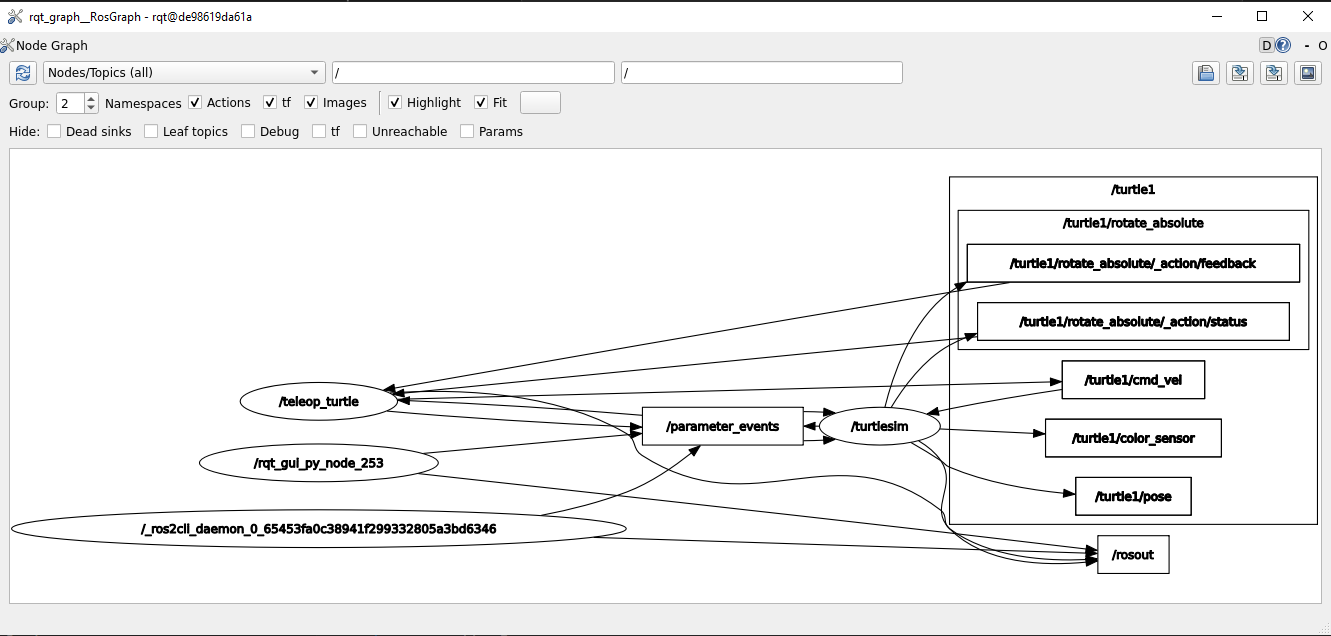 rqt_graph__RosGraph - rqt@de98619da61a
Node Graph
D
?
-
O
Nodes/Topics (all)
/
/
Group: 2 Namespaces Actions tf Images Highlight Fit
Hide: Dead sinks Leaf topics Debug tf Unreachable Params
/turtle1
/turtle1/rotate_absolute
/turtle1/rotate_absolute/_action/feedback
/turtle1/rotate_absolute/_action/status
/turtle1/cmd_vel
/teleop_turtle
/parameter_events
/turtlesim
/turtle1/color_sensor
/rqt_gui_py_node_253
/turtle1/pose
/_ros2cli_daemon_0_65453fa0c38941f299332805a3bd6346
/rosout